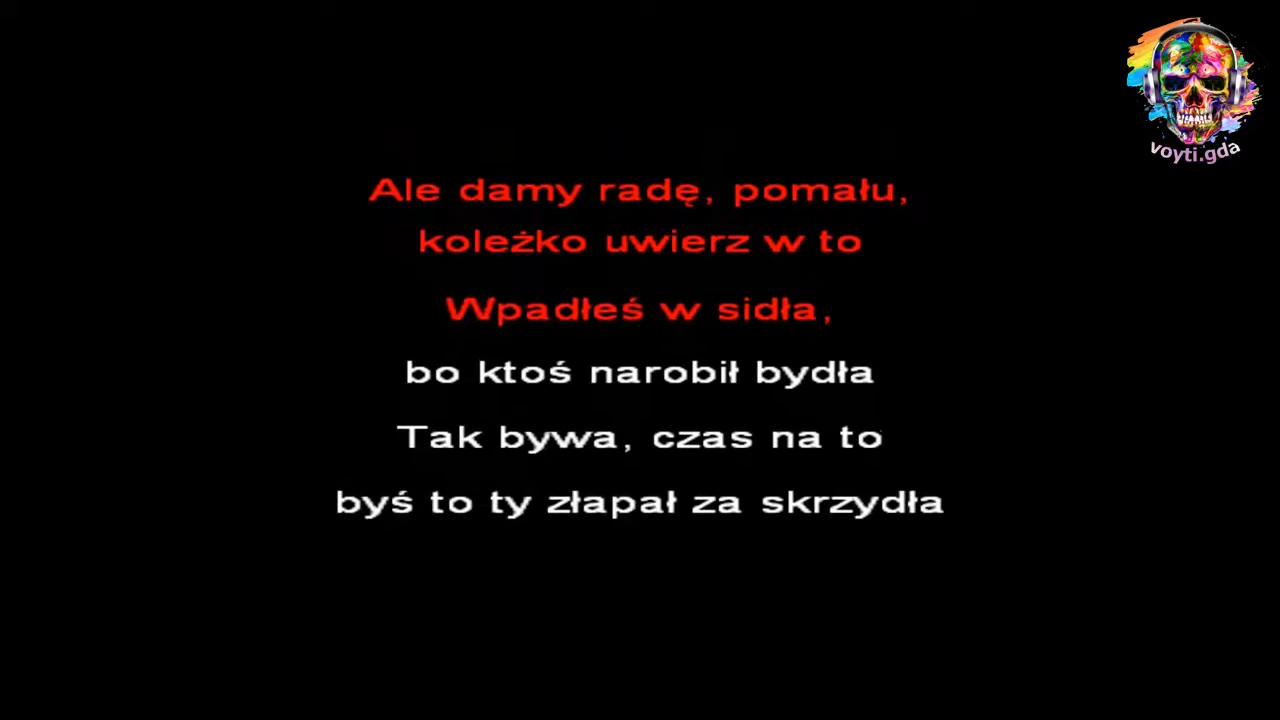 voyti.gda
Ale damy radę, pomału,
koleżko uwierz w to
Wpadłeś w sidła,
bo ktoś narobił bydła
Tak bywa, czas na to
byś to ty złapał za skrzydła